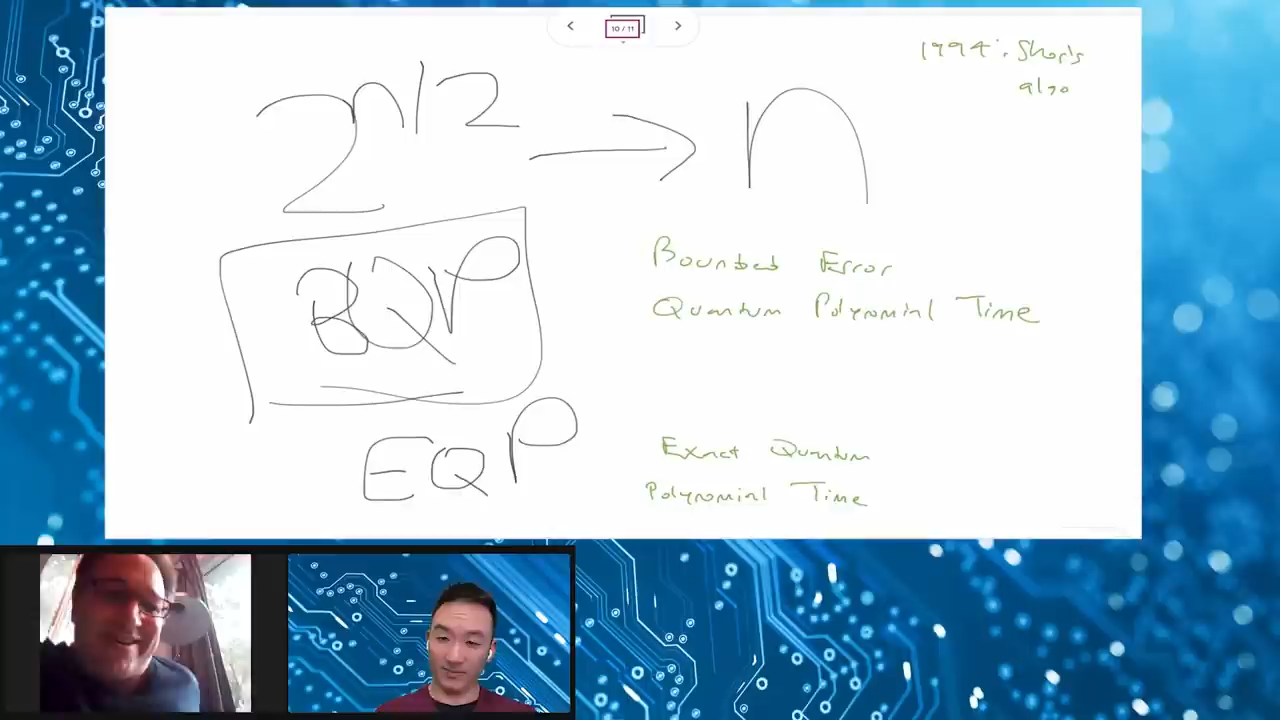 10 / 11
1994: Shor's
algo
2^n/2 → n
BQP
Bounded Error
Quantum Polynomial Time
EQP
Exact Quantum
Polynomial Time